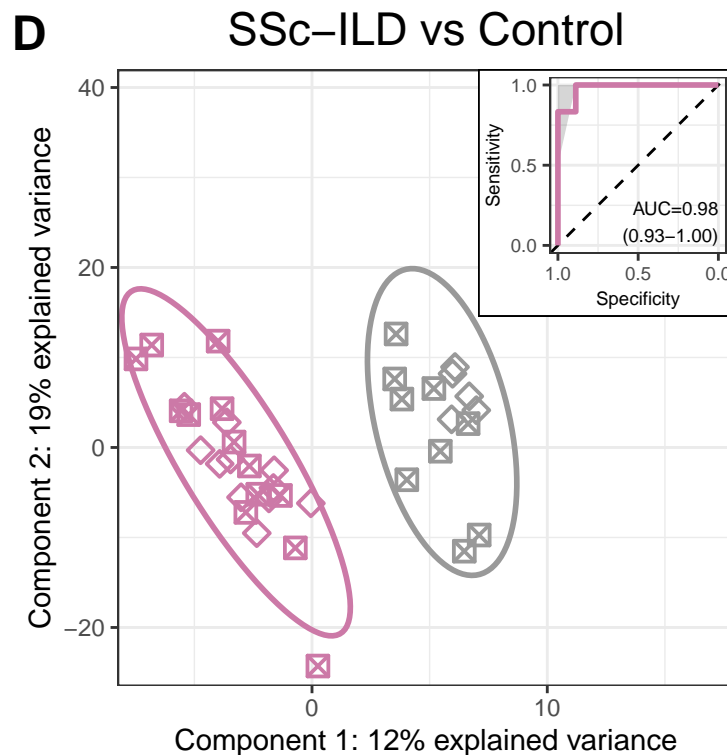 D
SSc−ILD vs Control
Component 2: 19% explained variance
40
20
0
−20
0
10
Component 1: 12% explained variance
Sensitivity
1.0
0.5
0.0
AUC=0.98
(0.93−1.00)
1.0
0.5
0.0
Specificity